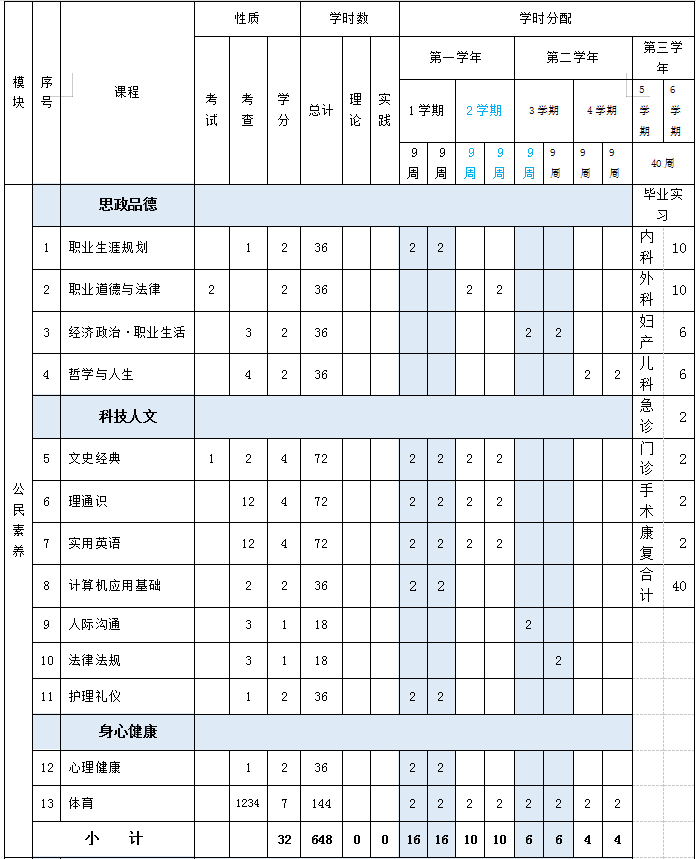 模块 序号 课程 性质 学时数 学时分配
考试 考查 学分 总计 理论 实践 第一学年 第二学年 第三学年
1学期 2学期 3学期 4学期 5学期 6学期
9周 9周 9周 9周 9周 9周 9周 9周 40周
公民素养
思政品德 毕业实习
1 职业生涯规划 1 2 36 2 2 内科 10
2 职业道德与法律 2 2 36 2 2 外科 10
3 经济政治·职业生活 3 2 36 2 2 妇产 6
4 哲学与人生 4 2 36 2 2 儿科 6
科技人文 急诊 2
5 文史经典 1 2 4 72 2 2 2 2 门诊 2
6 理通识 12 4 72 2 2 2 2 手术 2
7 实用英语 12 4 72 2 2 2 2 康复 2
8 计算机应用基础 2 2 36 2 2 合计 40
9 人际沟通 3 1 18 2
10 法律法规 3 1 18 2
11 护理礼仪 1 2 36 2 2
身心健康
12 心理健康 1 2 36 2 2
13 体育 1234 7 144 2 2 2 2 2 2 2 2
小 计 32 648 0 0 16 16 10 10 6 6 4 4